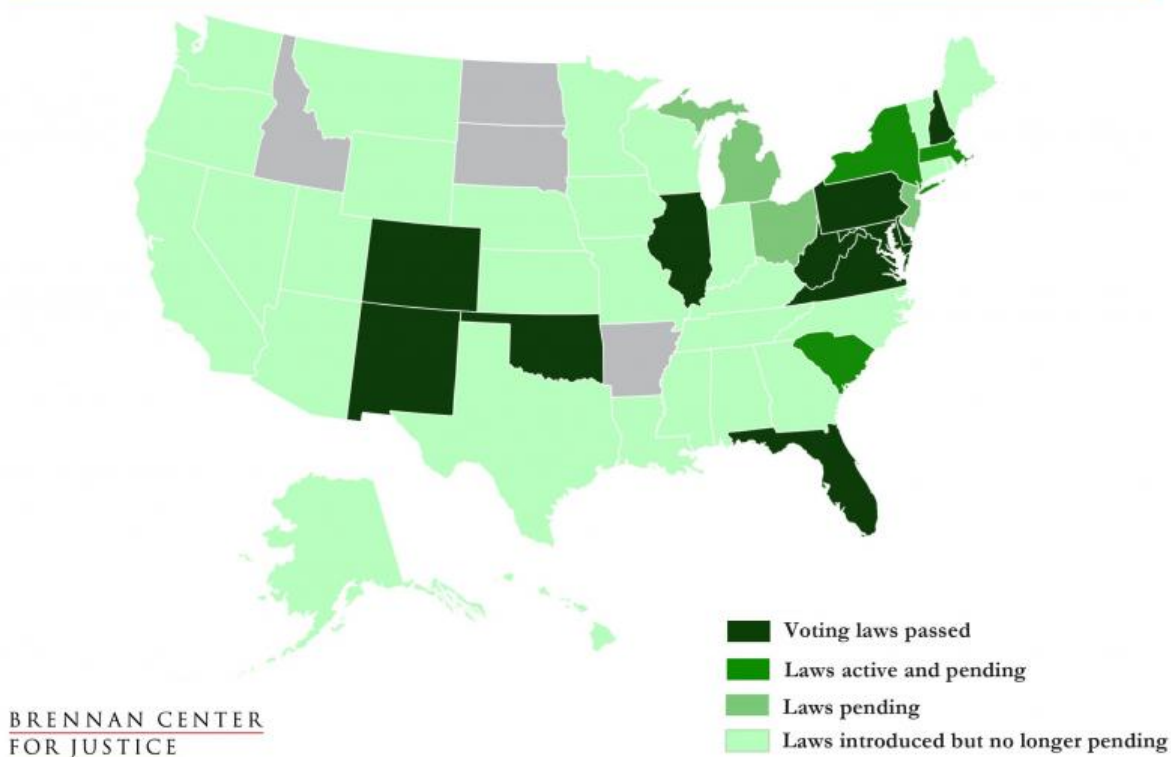 Voting laws passed
Laws active and pending
Laws pending
Laws introduced but no longer pending
BRENNAN CENTER
FOR JUSTICE